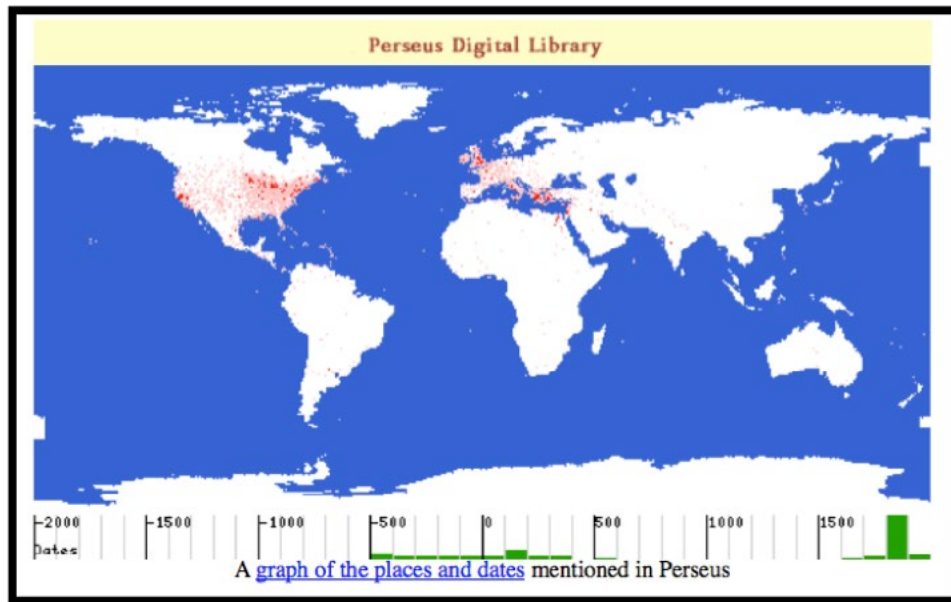 Perseus Digital Library
-2000 -1500 -1000 -500 0 500 1000 1500
Dates
A graph of the places and dates mentioned in Perseus